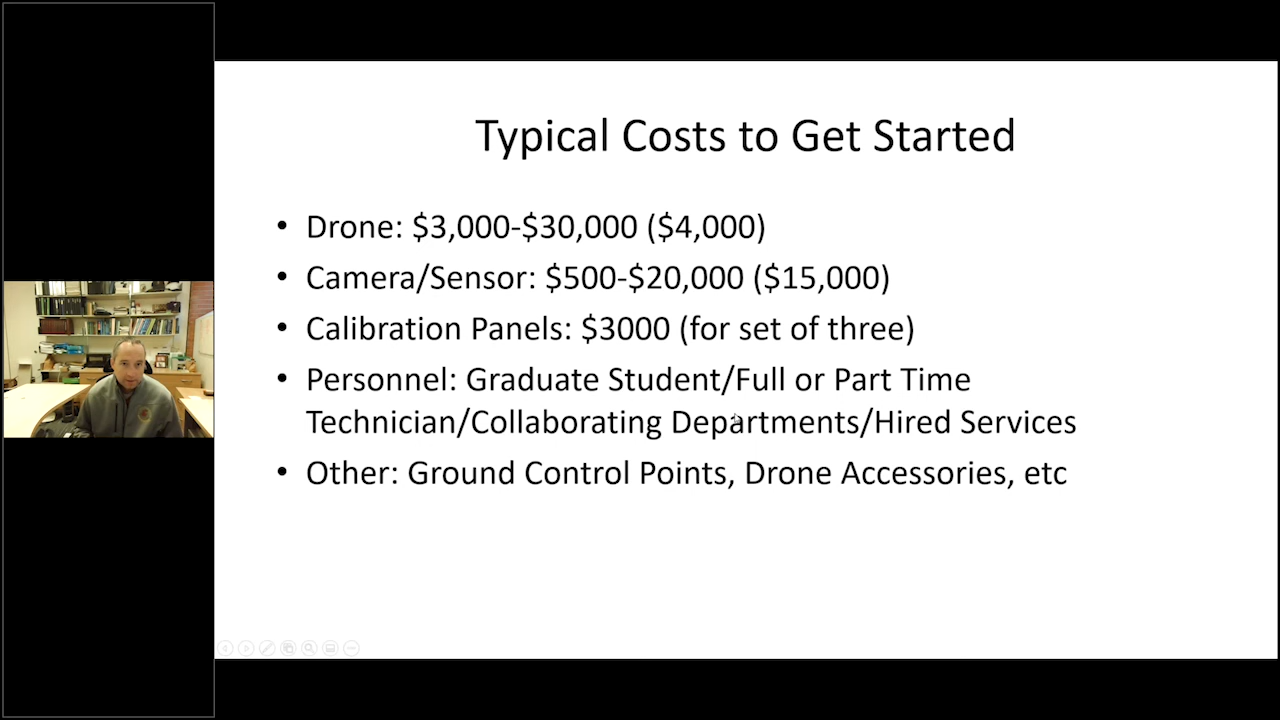 Typical Costs to Get Started
• Drone: $3,000-$30,000 ($4,000)
• Camera/Sensor: $500-$20,000 ($15,000)
• Calibration Panels: $3000 (for set of three)
• Personnel: Graduate Student/Full or Part Time
Technician/Collaborating Departments/Hired Services
• Other: Ground Control Points, Drone Accessories, etc